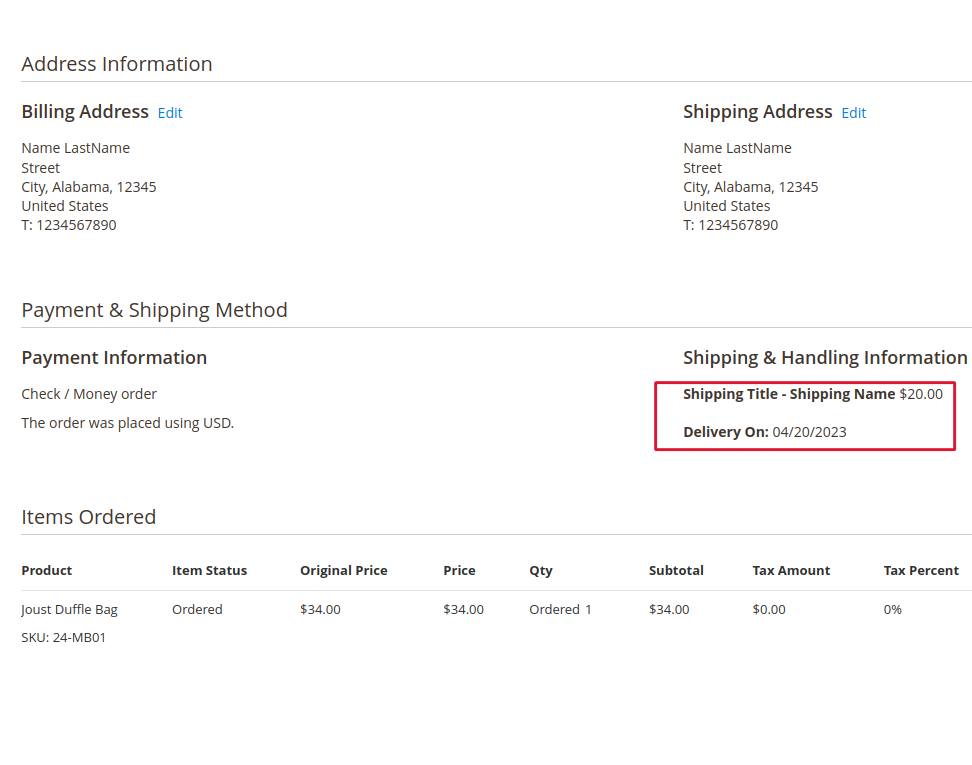 Address Information
Billing Address Edit
Name LastName
Street
City, Alabama, 12345
United States
T: 1234567890
Shipping Address Edit
Name LastName
Street
City, Alabama, 12345
United States
T: 1234567890
Payment & Shipping Method
Payment Information
Check / Money order
The order was placed using USD.
Shipping & Handling Information
Shipping Title - Shipping Name $20.00
Delivery On: 04/20/2023
Items Ordered
Product Item Status Original Price Price Qty Subtotal Tax Amount Tax Percent
Joust Duffle Bag Ordered $34.00 $34.00 Ordered 1 $34.00 $0.00 0%
SKU: 24-MB01